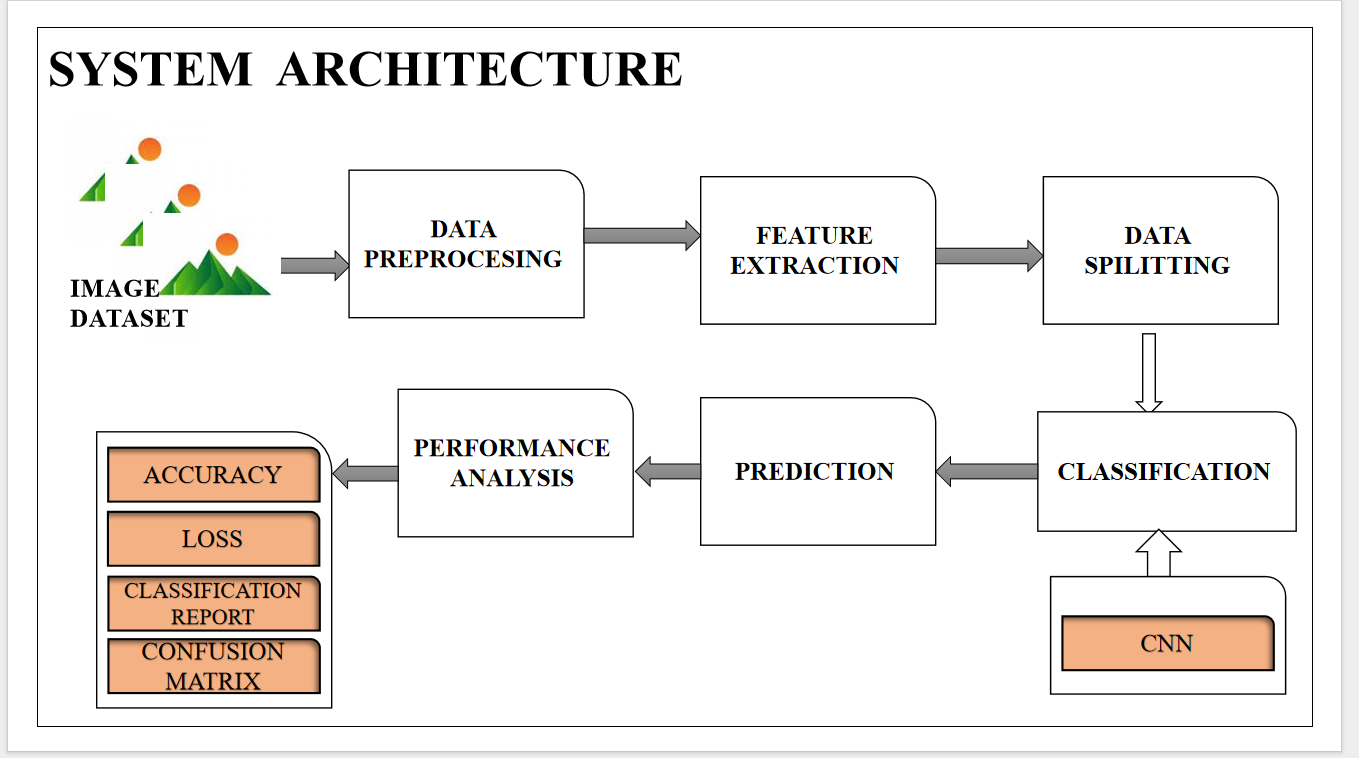 SYSTEM ARCHITECTURE
IMAGE
DATASET
DATA
PREPROCESING
FEATURE
EXTRACTION
DATA
SPILITTING
CLASSIFICATION
CNN
PREDICTION
PERFORMANCE
ANALYSIS
ACCURACY
LOSS
CLASSIFICATION
REPORT
CONFUSION
MATRIX